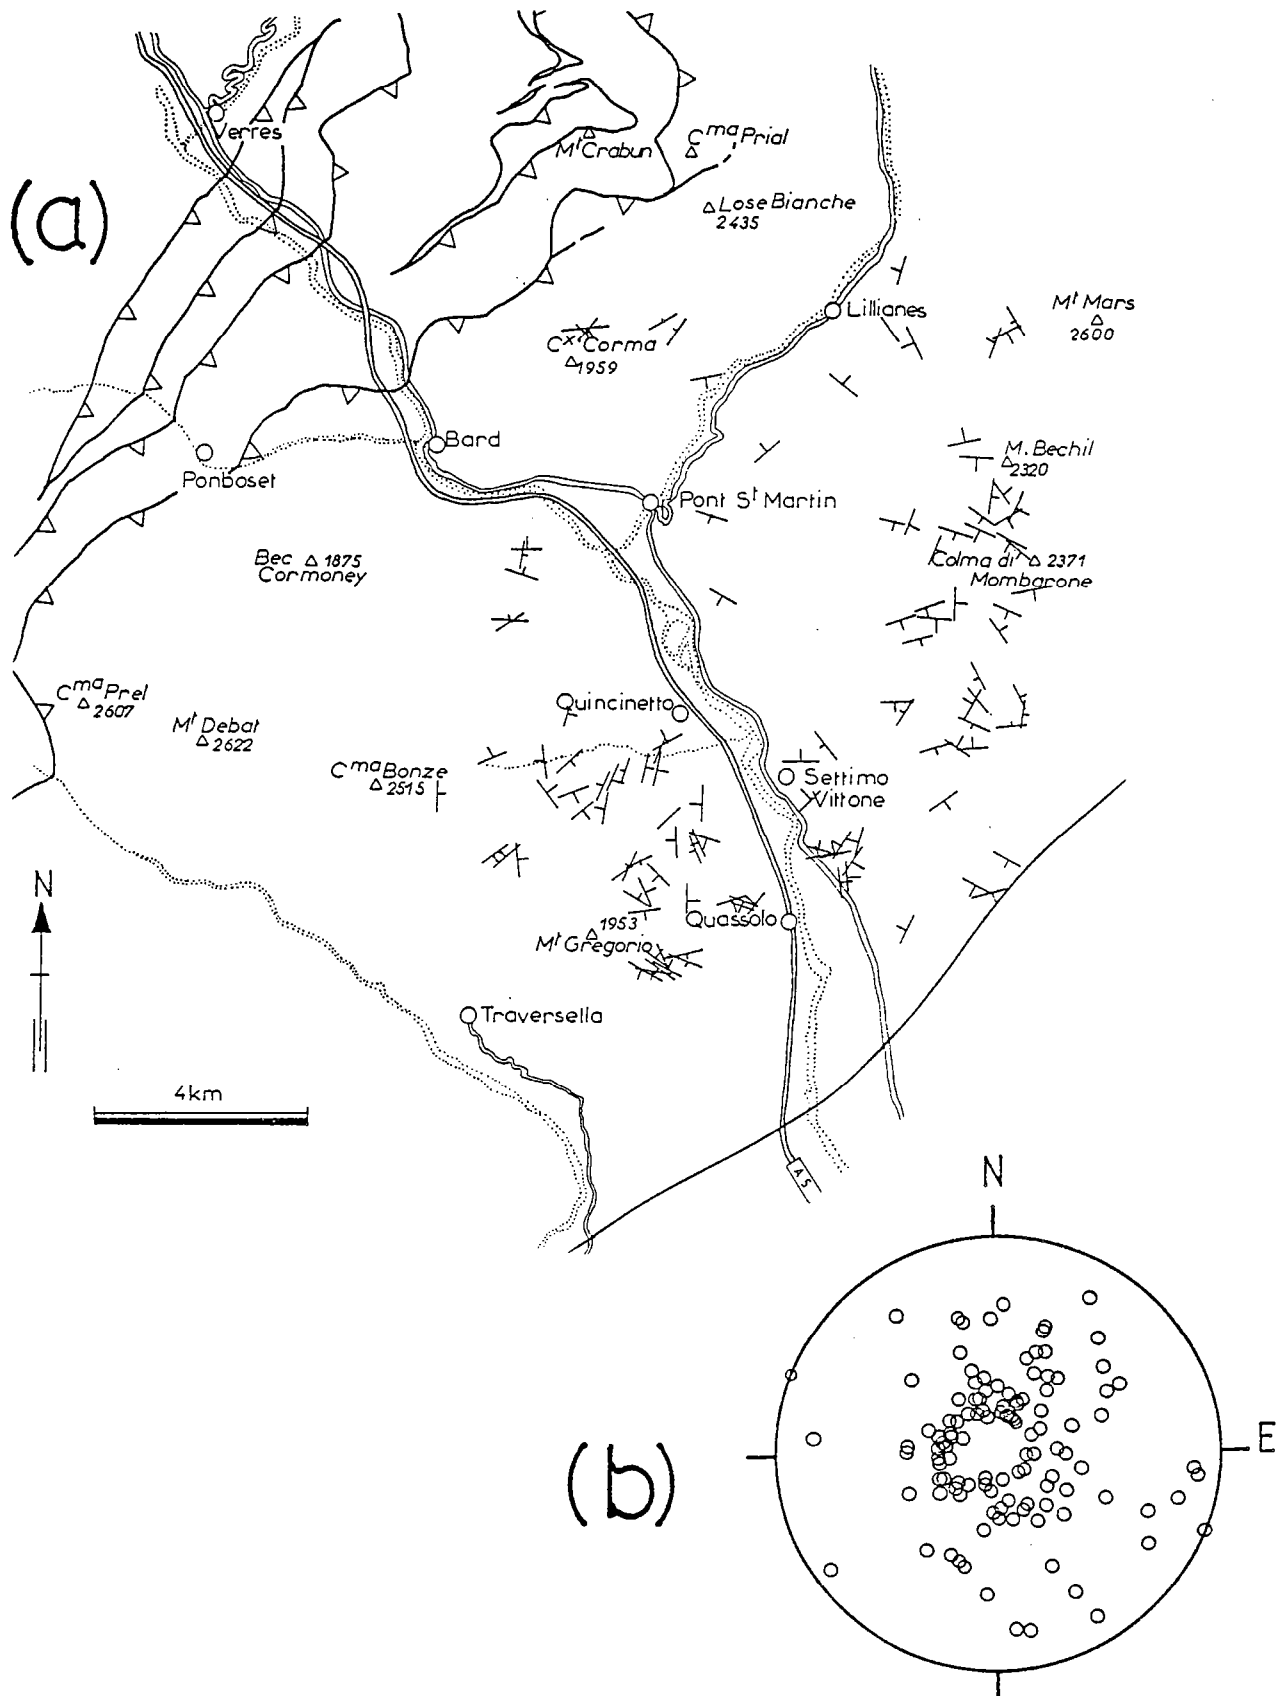 (a)
Verres
Mt Crabun
Cma Prial
Lose Bianche
2435
Lillianes
Mt Mars
2600
Cx Corma
1959
Bard
Ponboset
Pont St Martin
M. Bechil
2320
Bec 1875
Cormoney
Colma di 2371
Mombarone
Cma Prel
2607
Mt Debat
2622
Quincinetto
Cma Bonze
2515
Settimo
Vittone
N
1953
Mt Gregorio
Quassolo
Traversella
4km
A5
N
E
(b)